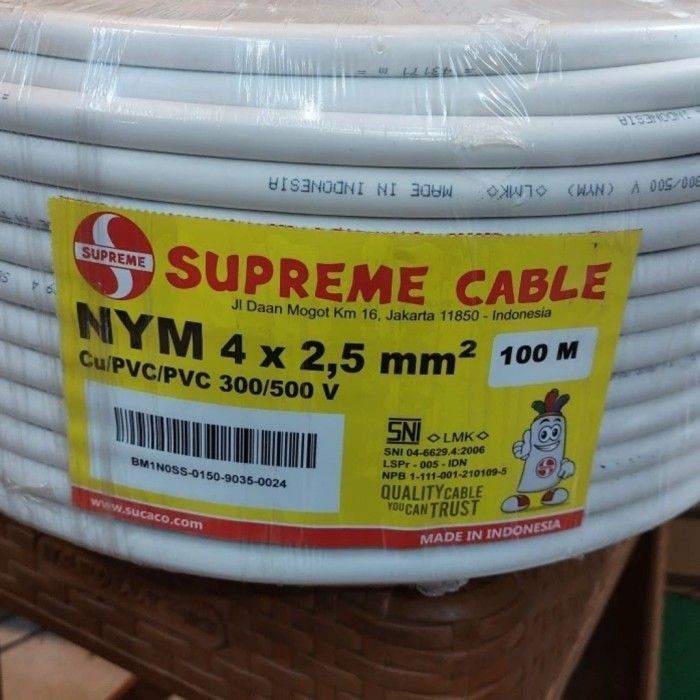 = 43171 m =
INDONESIA
300/500 V (NYM) ◇LMK◇ MADE IN INDONESIA
SUPREME
SUPREME CABLE
Jl Daan Mogot Km 16, Jakarta 11850 - Indonesia
NYM 4 x 2,5 mm²
100 M
Cu/PVC/PVC 300/500 V
SNI ◇LMK◇
SNI 04-6629.4:2006
LSPr - 005 - IDN
NPB 1-111-001-210109-5
BM1N0SS-0150-9035-0024
QUALITY CABLE
YOU CAN TRUST
www.sucaco.com
MADE IN INDONESIA